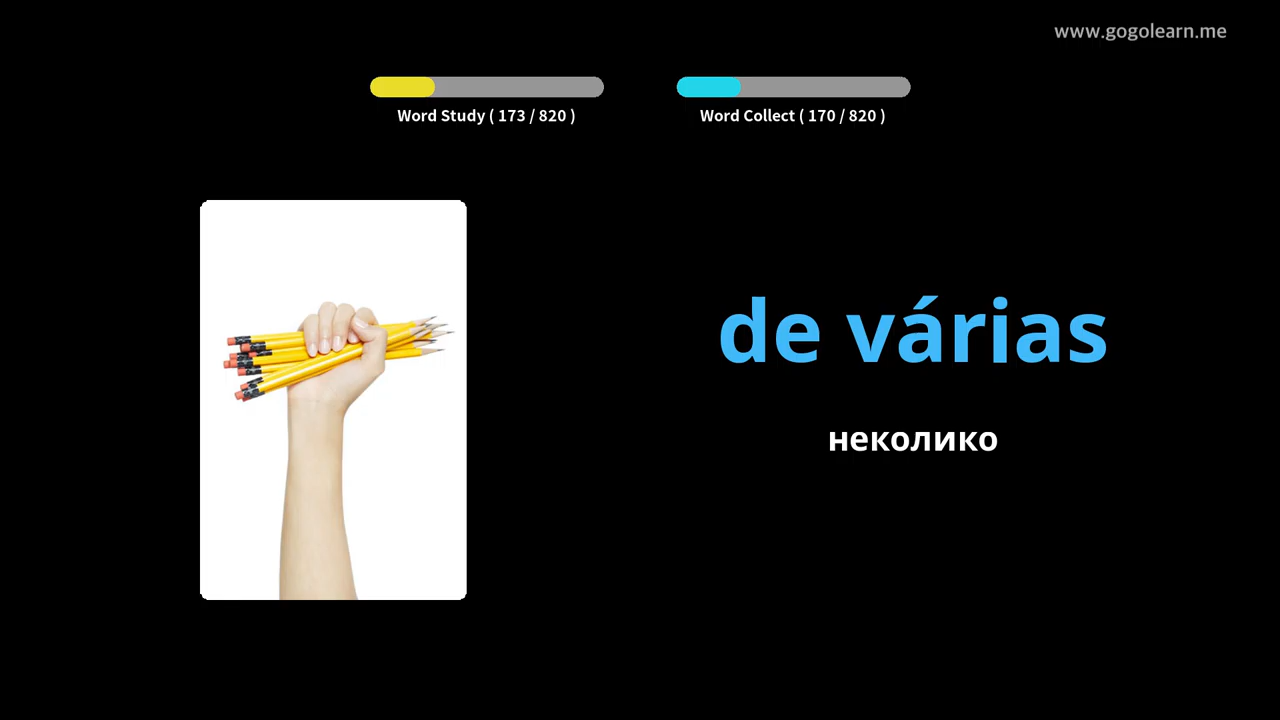 www.gogolearn.me
Word Study ( 173 / 820 )
Word Collect ( 170 / 820 )
de várias
неколико